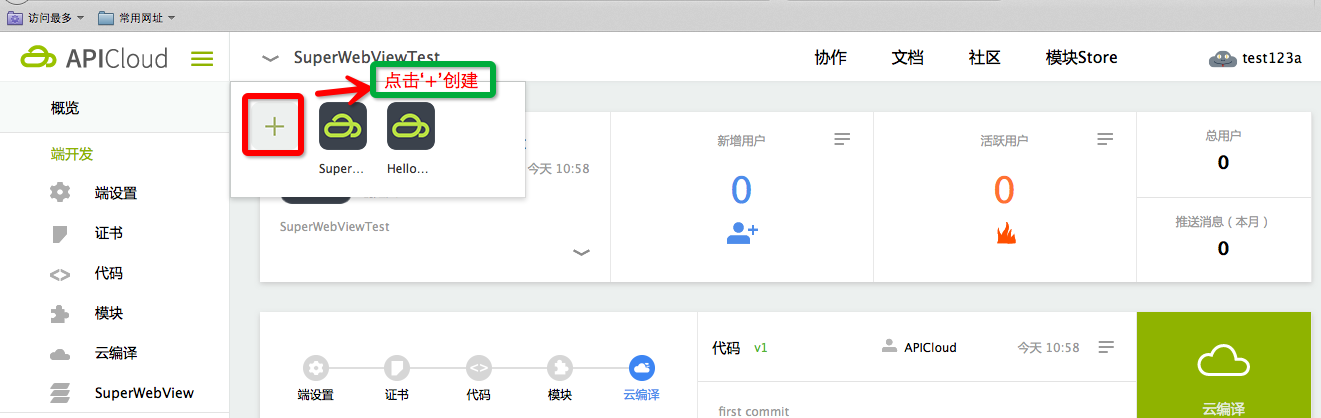 访问最多
常用网址
APICloud
SuperWebViewTest
协作
文档
社区
模块Store
test123a
点击‘+’创建
概览
Super...
Hello...
今天 10:58
SuperWebViewTest
新增用户
0
活跃用户
0
总用户
0
推送消息（本月）
0
端开发
端设置
证书
代码
模块
云编译
SuperWebView
端设置
证书
代码
模块
云编译
代码 v1
APICloud
今天 10:58
first commit
云编译